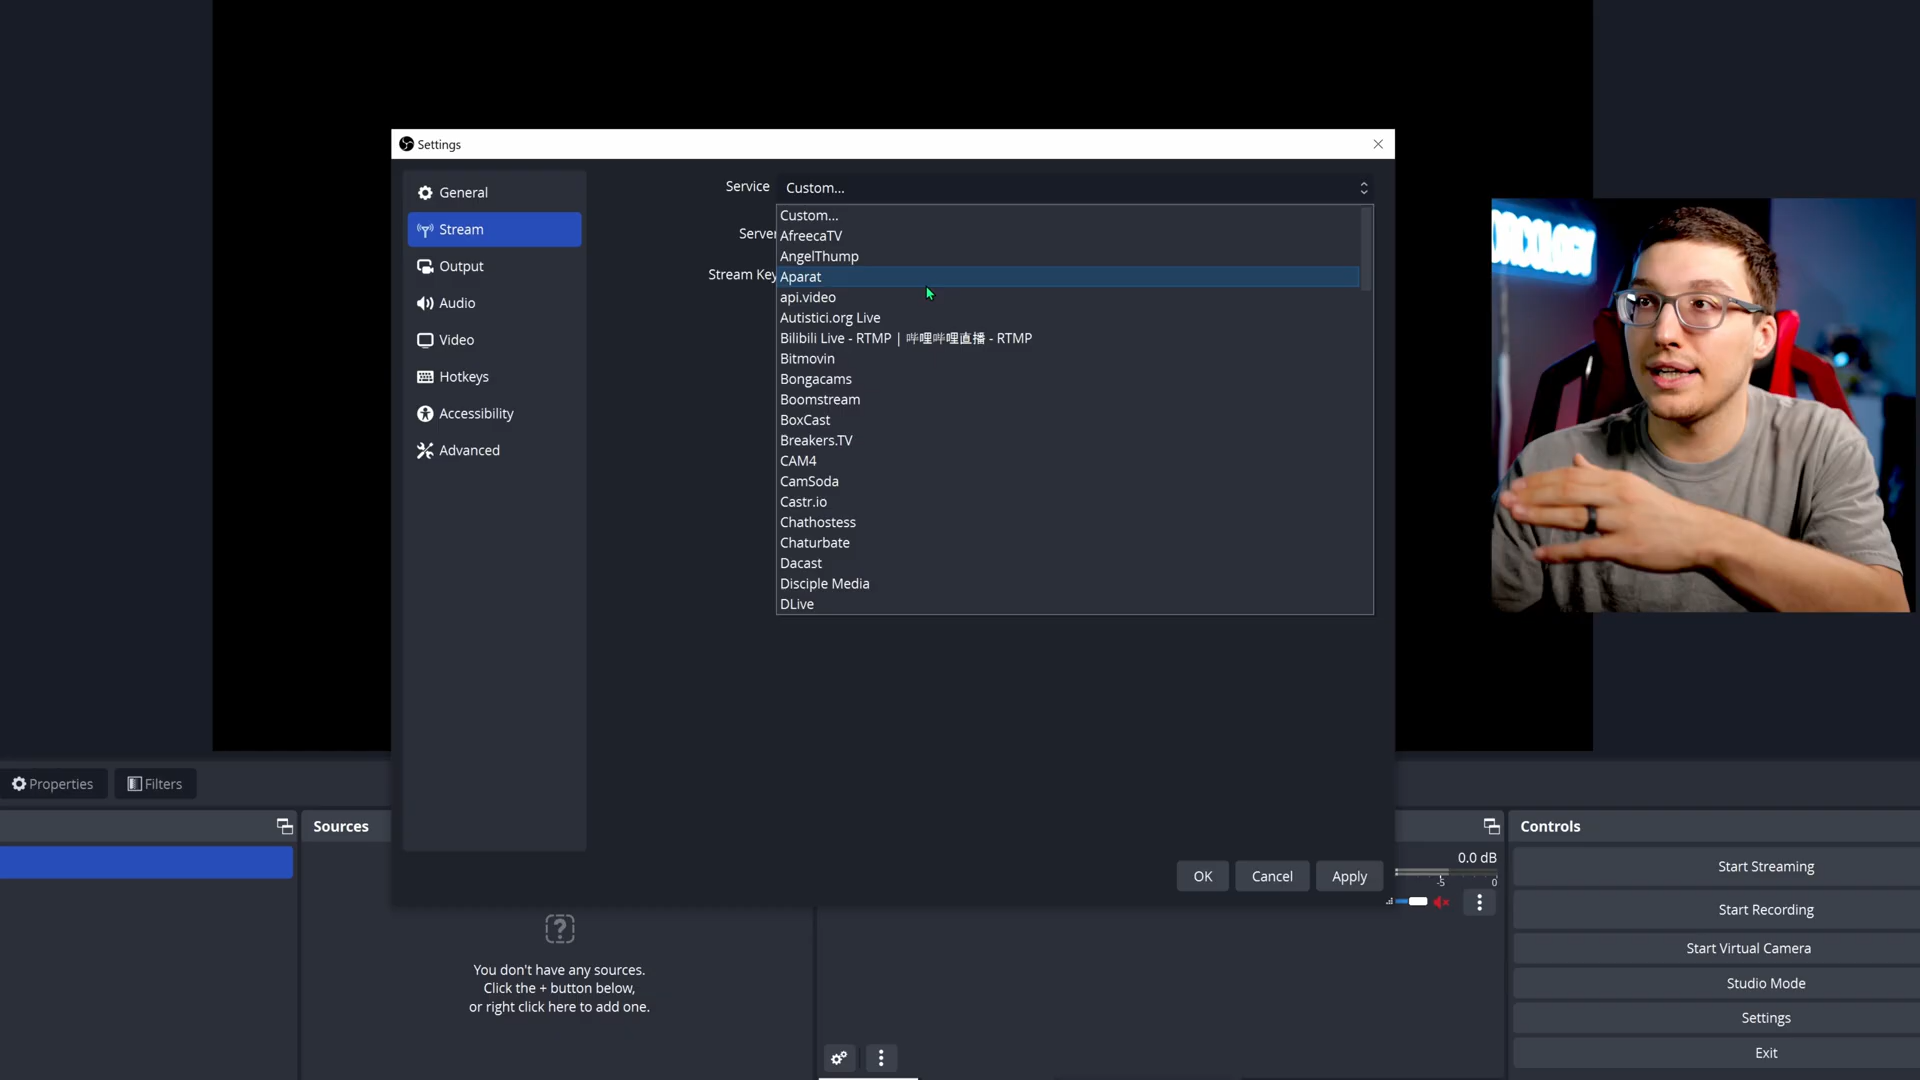 Settings
General
Stream
Output
Audio
Video
Hotkeys
Accessibility
Advanced
Service
Custom...
Server
Stream Key
Custom...
AfreecaTV
AngelThump
Aparat
api.video
Autistici.org Live
Bilibili Live - RTMP | 哔哩哔哩直播 - RTMP
Bitmovin
Bongacams
Boomstream
BoxCast
Breakers.TV
CAM4
CamSoda
Castr.io
Chathostess
Chaturbate
Dacast
Disciple Media
DLive
OK Cancel Apply
Properties
Filters
Sources
You don't have any sources.
Click the + button below,
or right click here to add one.
0.0 dB
-5 0
Controls
Start Streaming
Start Recording
Start Virtual Camera
Studio Mode
Settings
Exit